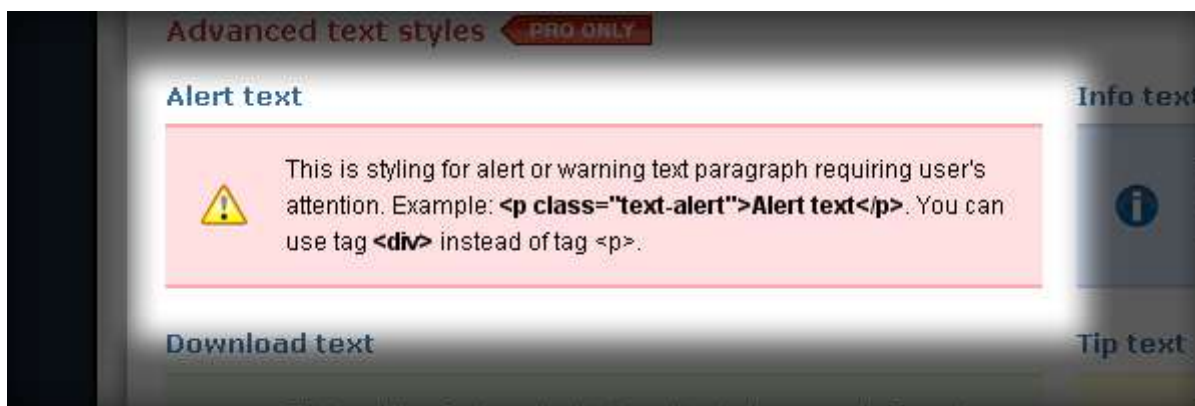 Advanced text styles PRO ONLY
Alert text
Info text
This is styling for alert or warning text paragraph requiring user's
attention. Example: <p class="text-alert">Alert text</p>. You can
use tag <div> instead of tag <p>.
Download text
Tip text